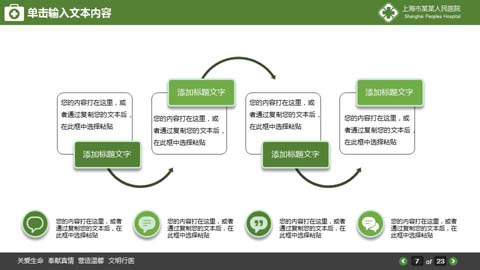 单击输入文本内容
上海市某某人民医院
Shanghai Peoples Hospital
您的内容打在这里，或
者通过复制您的文本后，
在此框中选择粘贴
添加标题文字
添加标题文字
您的内容打在这里，或
者通过复制您的文本后，
在此框中选择粘贴
您的内容打在这里，或
者通过复制您的文本后，
在此框中选择粘贴
添加标题文字
添加标题文字
您的内容打在这里，或
者通过复制您的文本后，
在此框中选择粘贴
您的内容打在这里，或者
通过复制您的文本后，在
此框中选择粘贴
您的内容打在这里，或者
通过复制您的文本后，在
此框中选择粘贴
您的内容打在这里，或者
通过复制您的文本后，在
此框中选择粘贴
您的内容打在这里，或者
通过复制您的文本后，在
此框中选择粘贴
关爱生命 奉献真情 营造温馨 文明行医
7 of 23